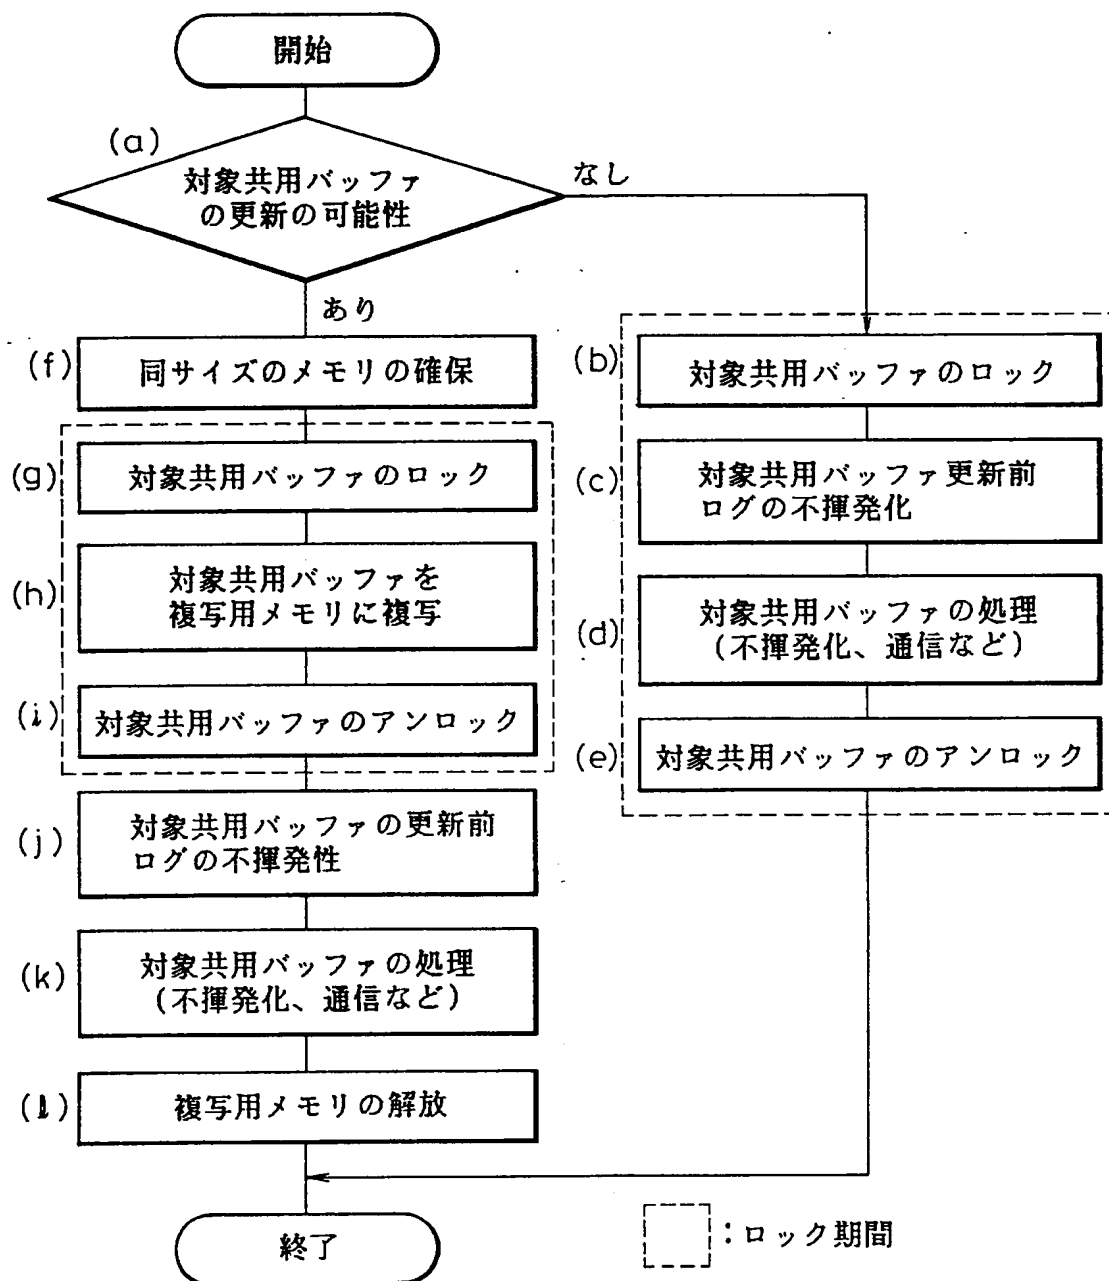 開始
(a)
対象共用バッファ
の更新の可能性
なし
あり
(f)
同サイズのメモリの確保
(g)
対象共用バッファのロック
(h)
対象共用バッファを
複写用メモリに複写
(i)
対象共用バッファのアンロック
(j)
対象共用バッファの更新前
ログの不揮発性
(k)
対象共用バッファの処理
(不揮発化、通信など)
(l)
複写用メモリの解放
(b)
対象共用バッファのロック
(c)
対象共用バッファ更新前
ログの不揮発化
(d)
対象共用バッファの処理
(不揮発化、通信など)
(e)
対象共用バッファのアンロック
終了
:ロック期間